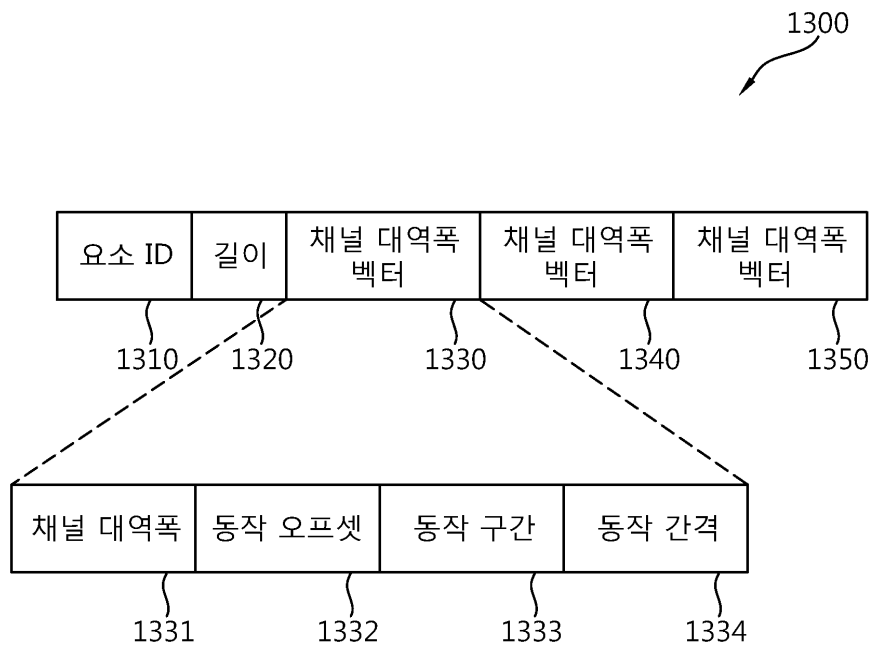 1300
요소 ID
길이
채널 대역폭
벡터
채널 대역폭
벡터
채널 대역폭
벡터
1310
1320
1330
1340
1350
채널 대역폭
동작 오프셋
동작 구간
동작 간격
1331
1332
1333
1334